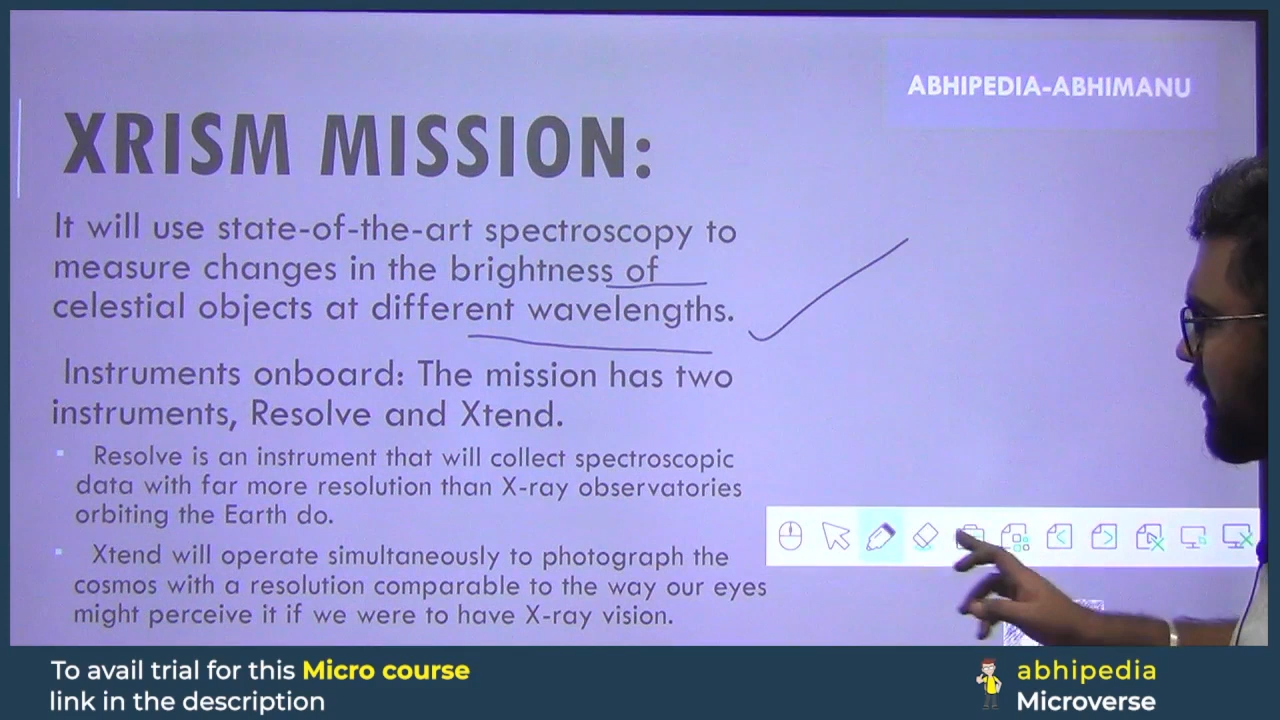 ABHIPEDIA-ABHIMANU
XRISM MISSION:
It will use state-of-the-art spectroscopy to
measure changes in the brightness of
celestial objects at different wavelengths.
Instruments onboard: The mission has two
instruments, Resolve and Xtend.
Resolve is an instrument that will collect spectroscopic
data with far more resolution than X-ray observatories
orbiting the Earth do.
Xtend will operate simultaneously to photograph the
cosmos with a resolution comparable to the way our eyes
might perceive it if we were to have X-ray vision.
To avail trial for this Micro course
link in the description
abhipedia
Microverse